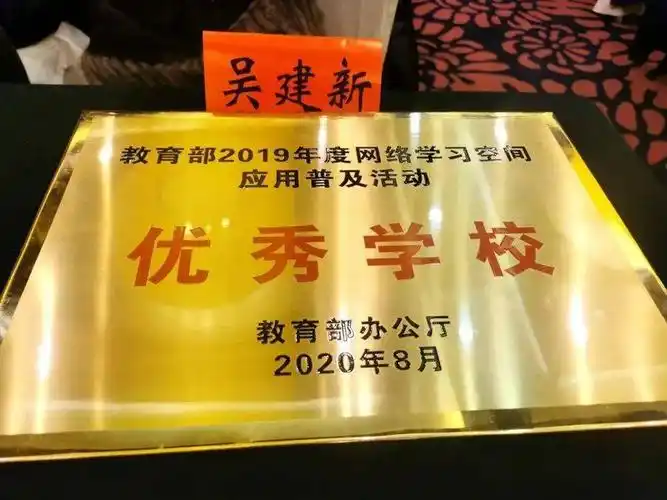 吴建新
教育部2019年度网络学习空间
应用普及活动
优秀学校
教育部办公厅
2020年8月